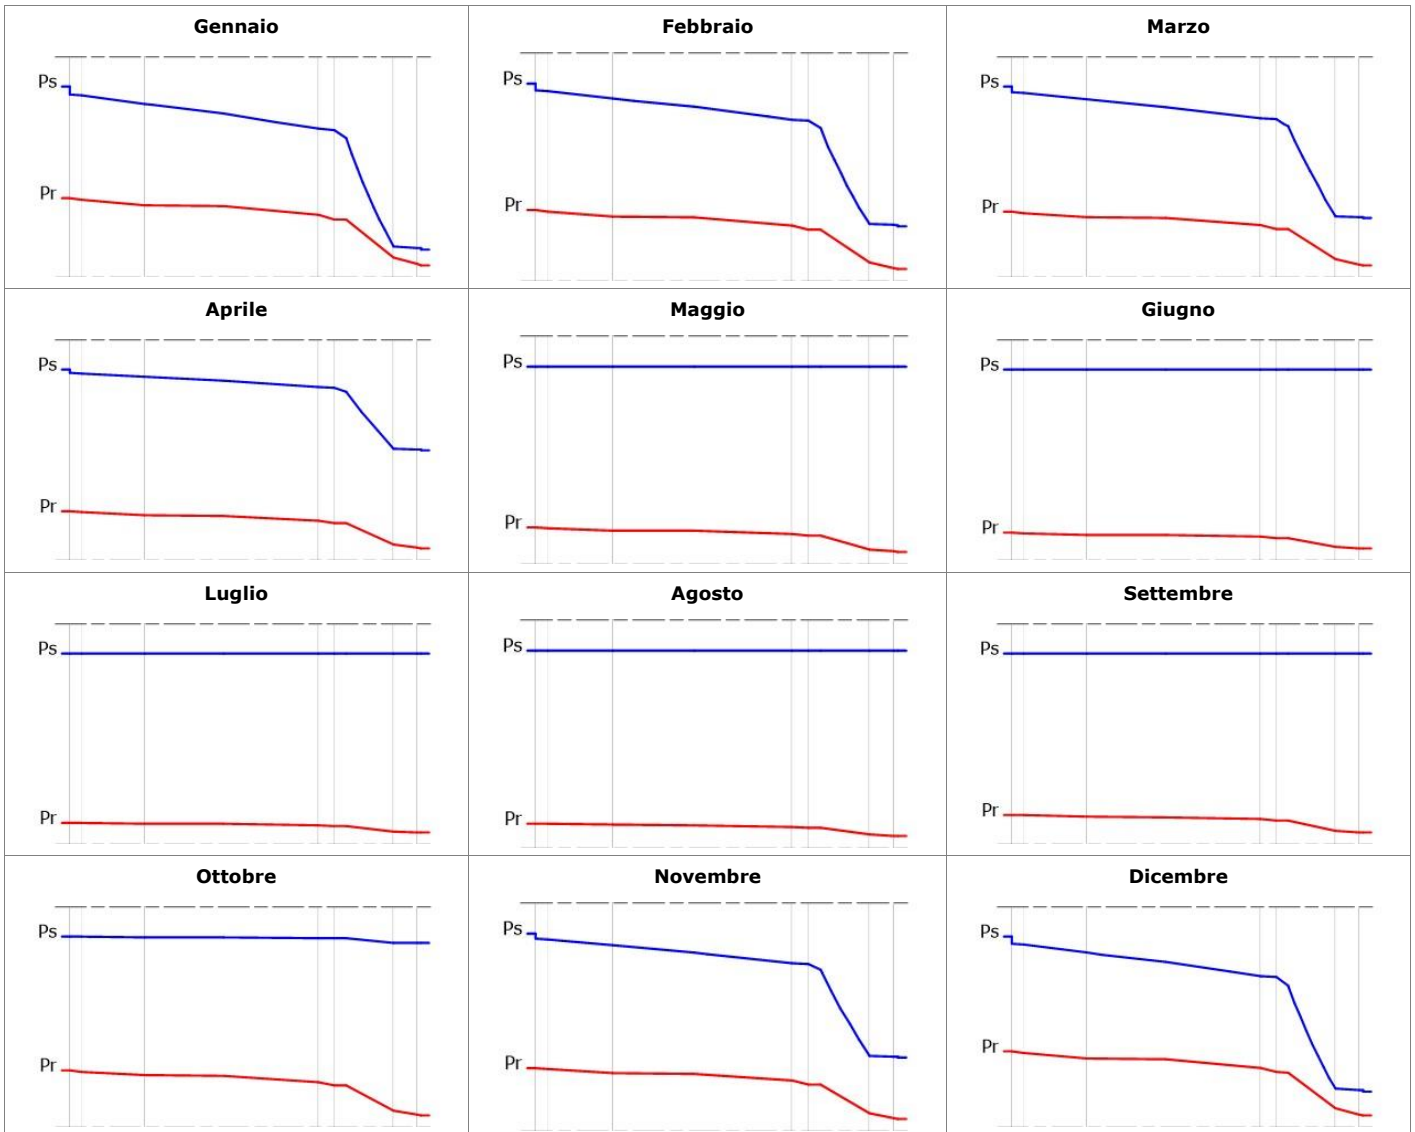 Gennaio
Ps
Pr
Febbraio
Ps
Pr
Marzo
Ps
Pr
Aprile
Ps
Pr
Maggio
Ps
Pr
Giugno
Ps
Pr
Luglio
Ps
Pr
Agosto
Ps
Pr
Settembre
Ps
Pr
Ottobre
Ps
Pr
Novembre
Ps
Pr
Dicembre
Ps
Pr